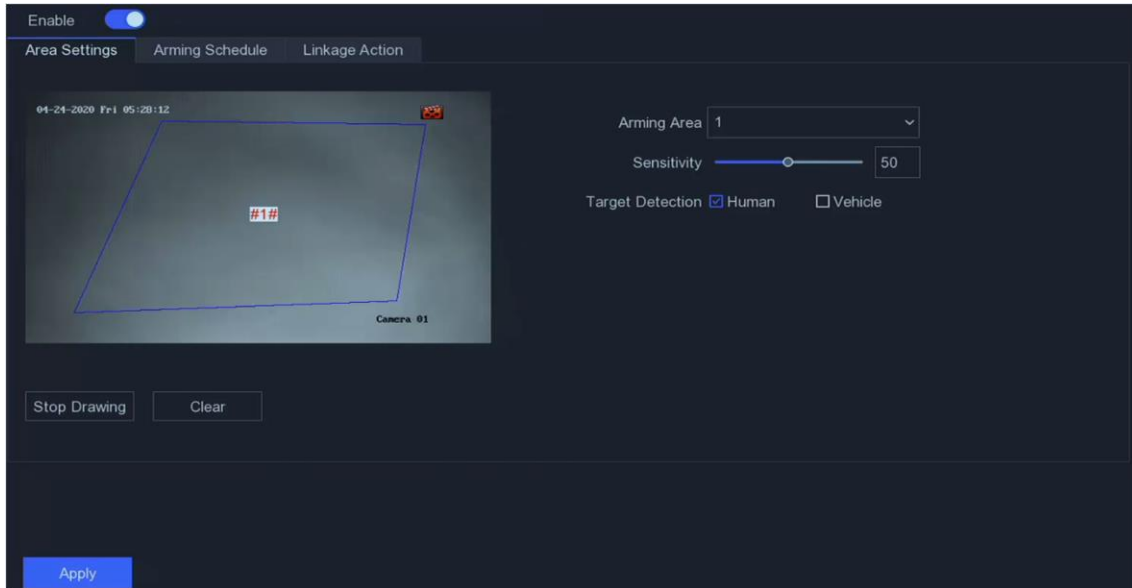 Enable
Area Settings Arming Schedule Linkage Action
04-24-2020 Fri 05:28:12
#1#
Camera 01
Arming Area 1
Sensitivity 50
Target Detection Human Vehicle
Stop Drawing Clear
Apply